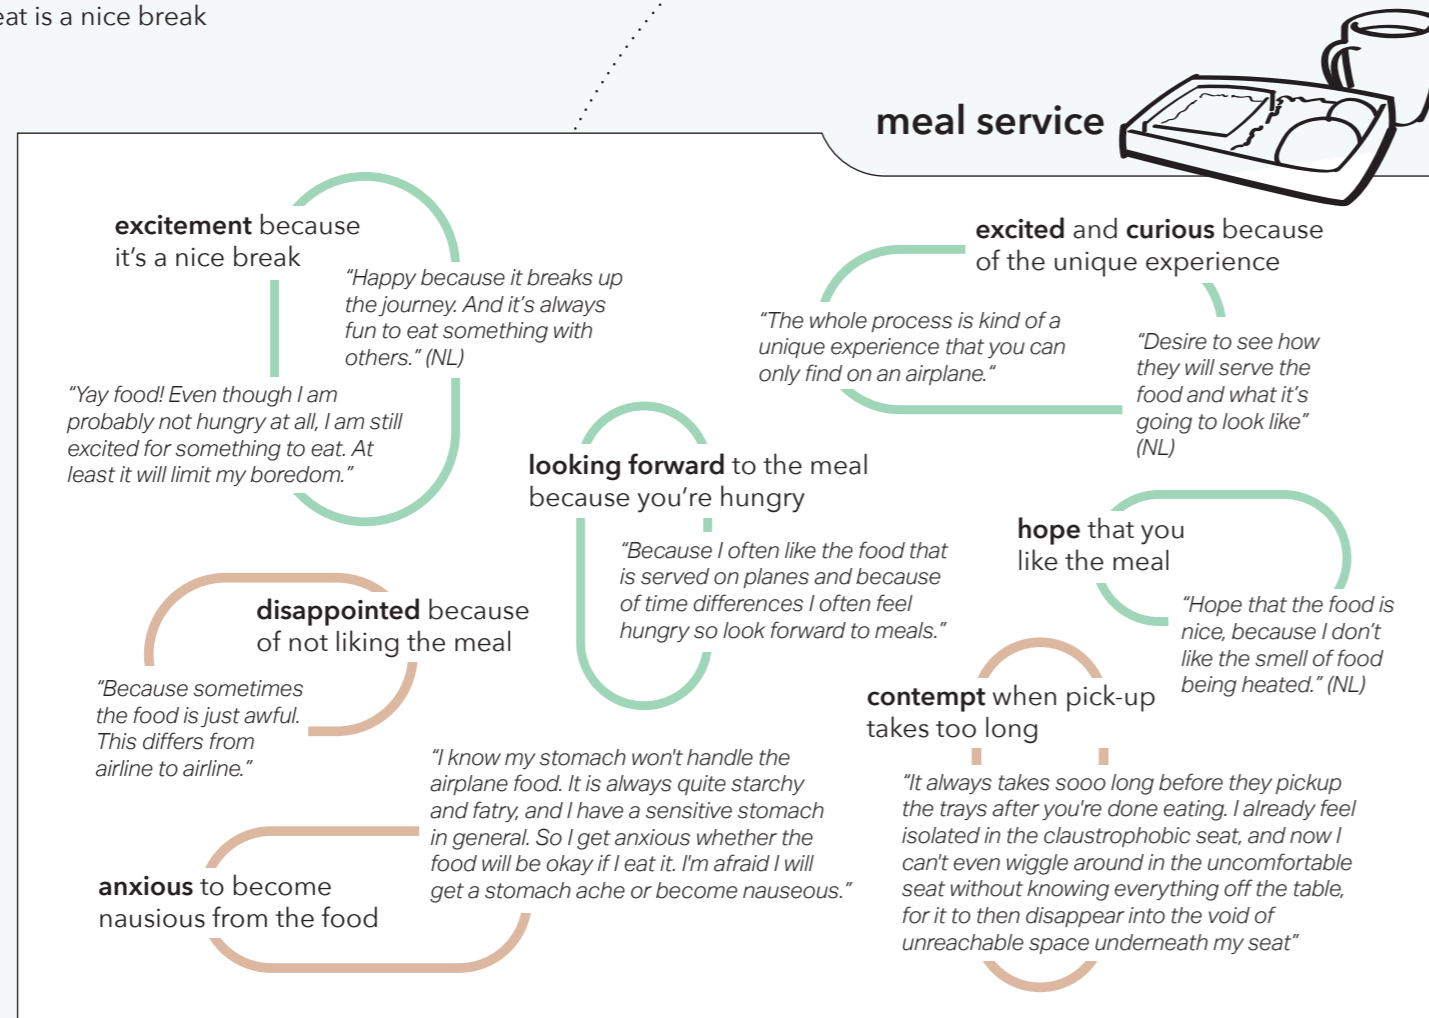 eat is a nice break
meal service
excitement because
it's a nice break
"Happy because it breaks up
the journey. And it's always
fun to eat something with
others." (NL)
"Yay food! Even though I am
probably not hungry at all, I am still
excited for something to eat. At
least it will limit my boredom."
excited and curious because
of the unique experience
"The whole process is kind of a
unique experience that you can
only find on an airplane."
"Desire to see how
they will serve the
food and what it's
going to look like"
(NL)
looking forward to the meal
because you're hungry
"Because I often like the food that
is served on planes and because
of time differences I often feel
hungry so look forward to meals."
hope that you
like the meal
"Hope that the food is
nice, because I don't
like the smell of food
being heated." (NL)
disappointed because
of not liking the meal
"Because sometimes
the food is just awful.
This differs from
airline to airline."
contempt when pick-up
takes too long
"It always takes sooo long before they pickup
the trays after you're done eating. I already feel
isolated in the claustrophobic seat, and now I
can't even wiggle around in the uncomfortable
seat without knowing everything off the table,
for it to then disappear into the void of
unreachable space underneath my seat"
anxious to become
nausious from the food
"I know my stomach won't handle the
airplane food. It is always quite starchy
and fatry, and I have a sensitive stomach
in general. So I get anxious whether the
food will be okay if I eat it. I'm afraid I will
get a stomach ache or become nauseous."